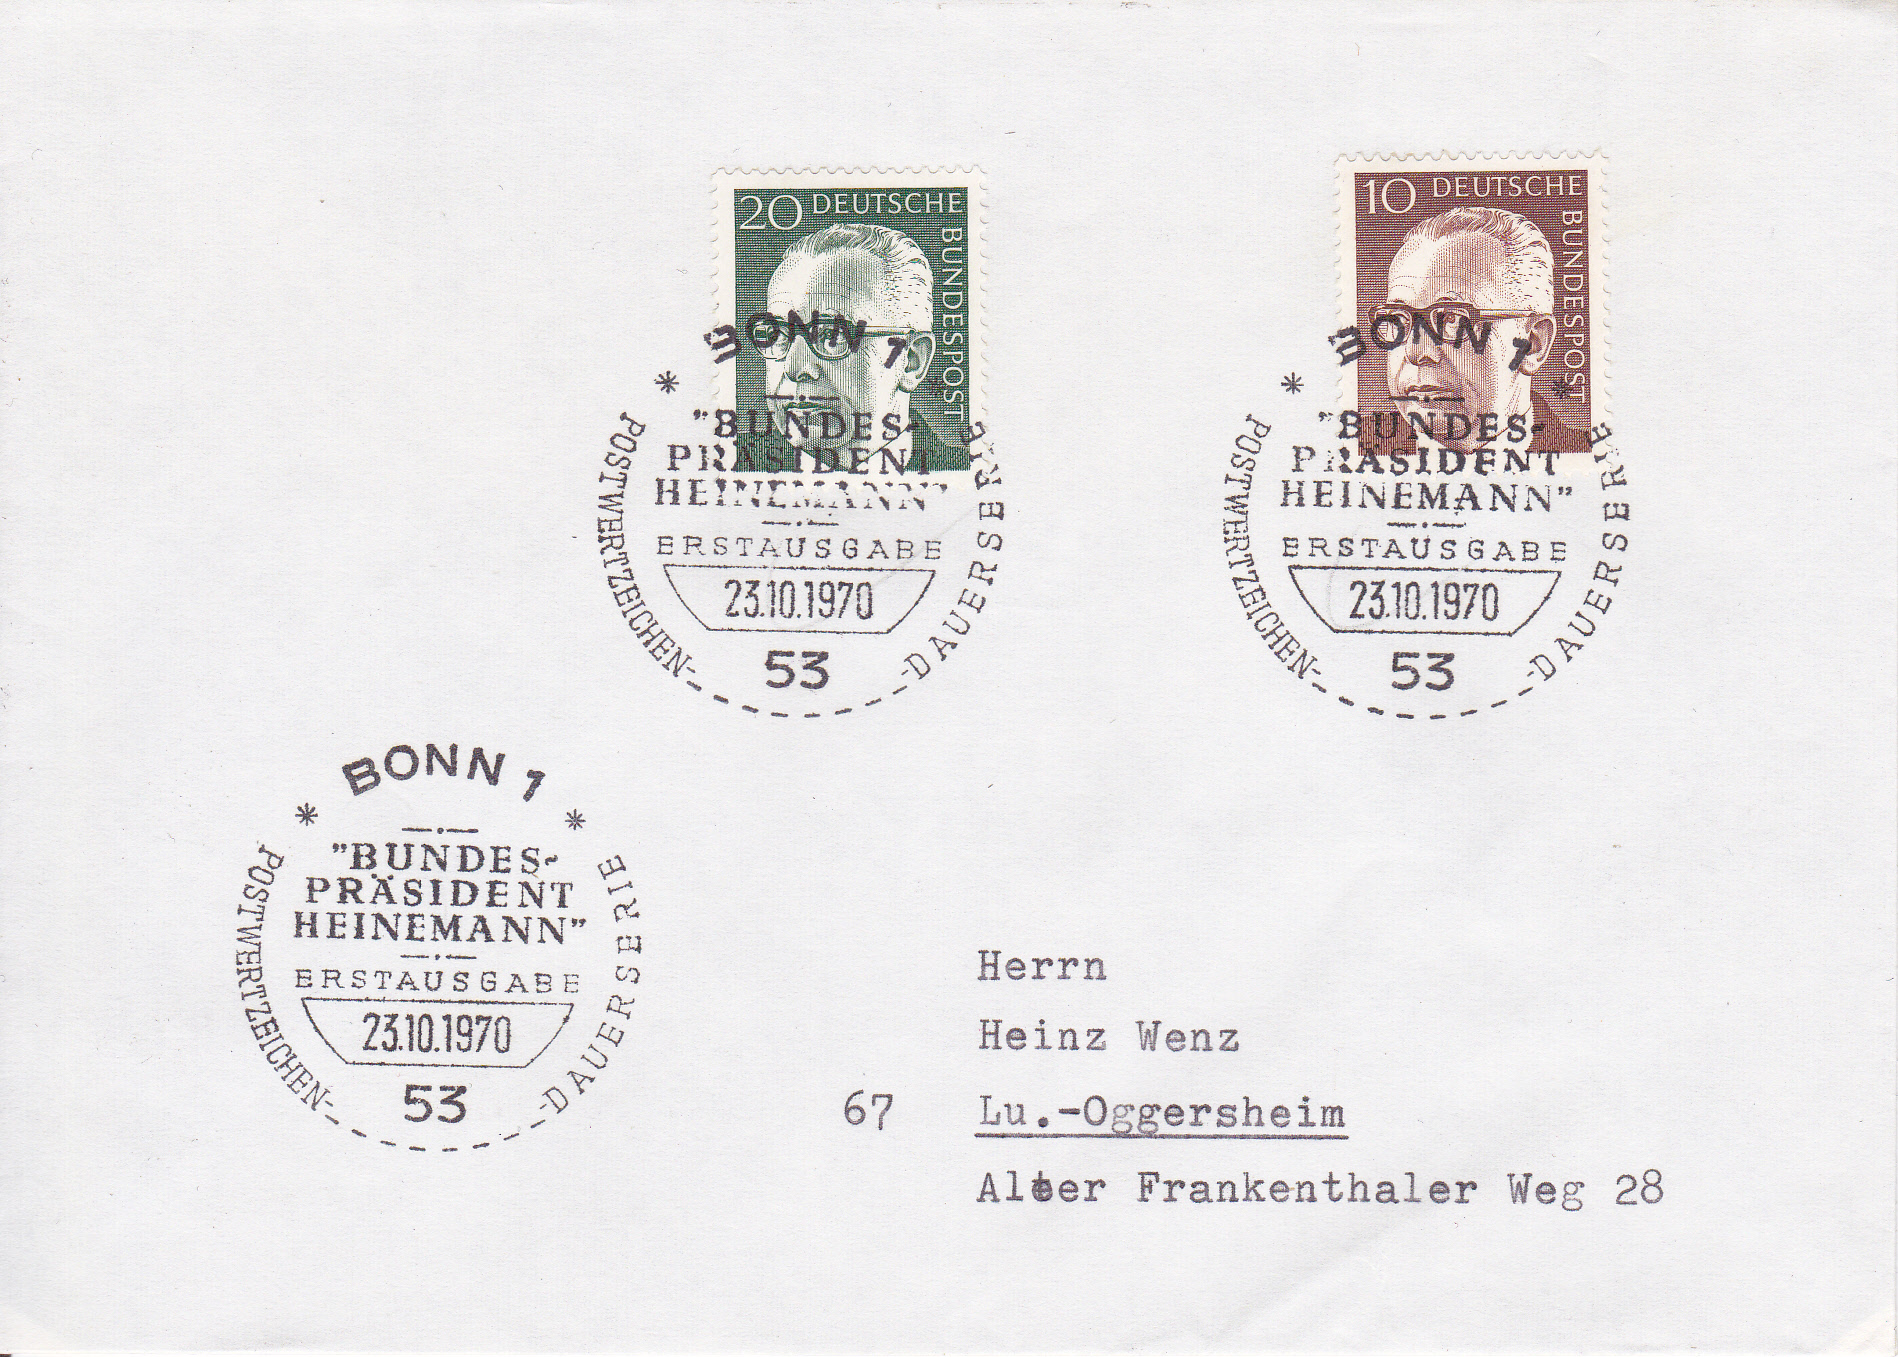 20 DEUTSCHE
BUNDESPOST
10 DEUTSCHE
BUNDESPOST
BONN 1
"BUNDES-
PRÄSIDENT
HEINEMANN"
ERSTAUSGABE
23.10.1970
53
POSTWERTZEICHEN-
-DAUERSERIE
BONN 1
"BUNDES-
PRÄSIDENT
HEINEMANN"
ERSTAUSGABE
23.10.1970
53
POSTWERTZEICHEN-
-DAUERSERIE
BONN 1
"BUNDES-
PRÄSIDENT
HEINEMANN"
ERSTAUSGABE
23.10.1970
53
POSTWERTZEICHEN-
-DAUERSERIE
Herrn
Heinz Wenz
67 Lu.-Oggersheim
Alter Frankenthaler Weg 28